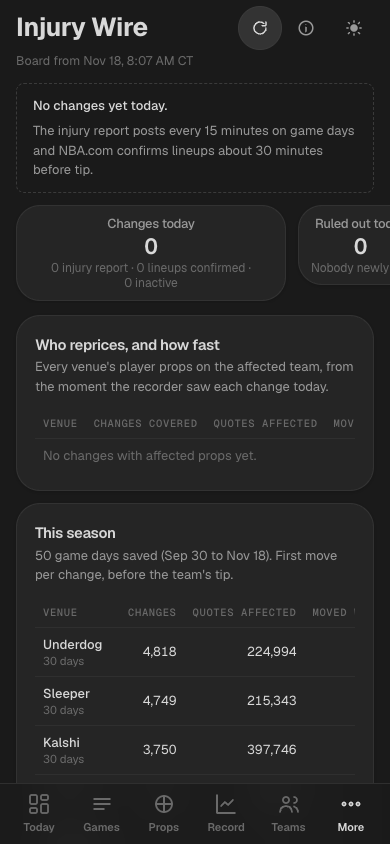 Injury Wire
Board from Nov 18, 8:07 AM CT
No changes yet today.
The injury report posts every 15 minutes on game days
and NBA.com confirms lineups about 30 minutes
before tip.
Changes today
0
0 injury report · 0 lineups confirmed ·
0 inactive
Ruled out
0
Nobody newly
Who reprices, and how fast
Every venue's player props on the affected team, from
the moment the recorder saw each change today.
VENUE CHANGES COVERED QUOTES AFFECTED
No changes with affected props yet.
This season
50 game days saved (Sep 30 to Nov 18). First move
per change, before the team's tip.
VENUE CHANGES QUOTES AFFECTED MOVED
Underdog 4,818 224,994
30 days
Sleeper 4,749 215,343
30 days
Kalshi 3,750 397,746
30 days
Today Games Props Record Teams More